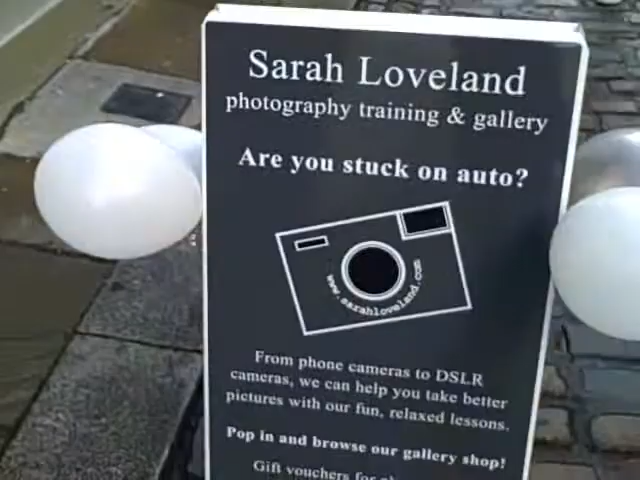 Sarah Loveland
photography training & gallery
Are you stuck on auto?
www.sarahloveland.com
From phone cameras to DSLR
cameras, we can help you take better
pictures with our fun, relaxed lessons.
Pop in and browse our gallery shop!
Gift vouchers for